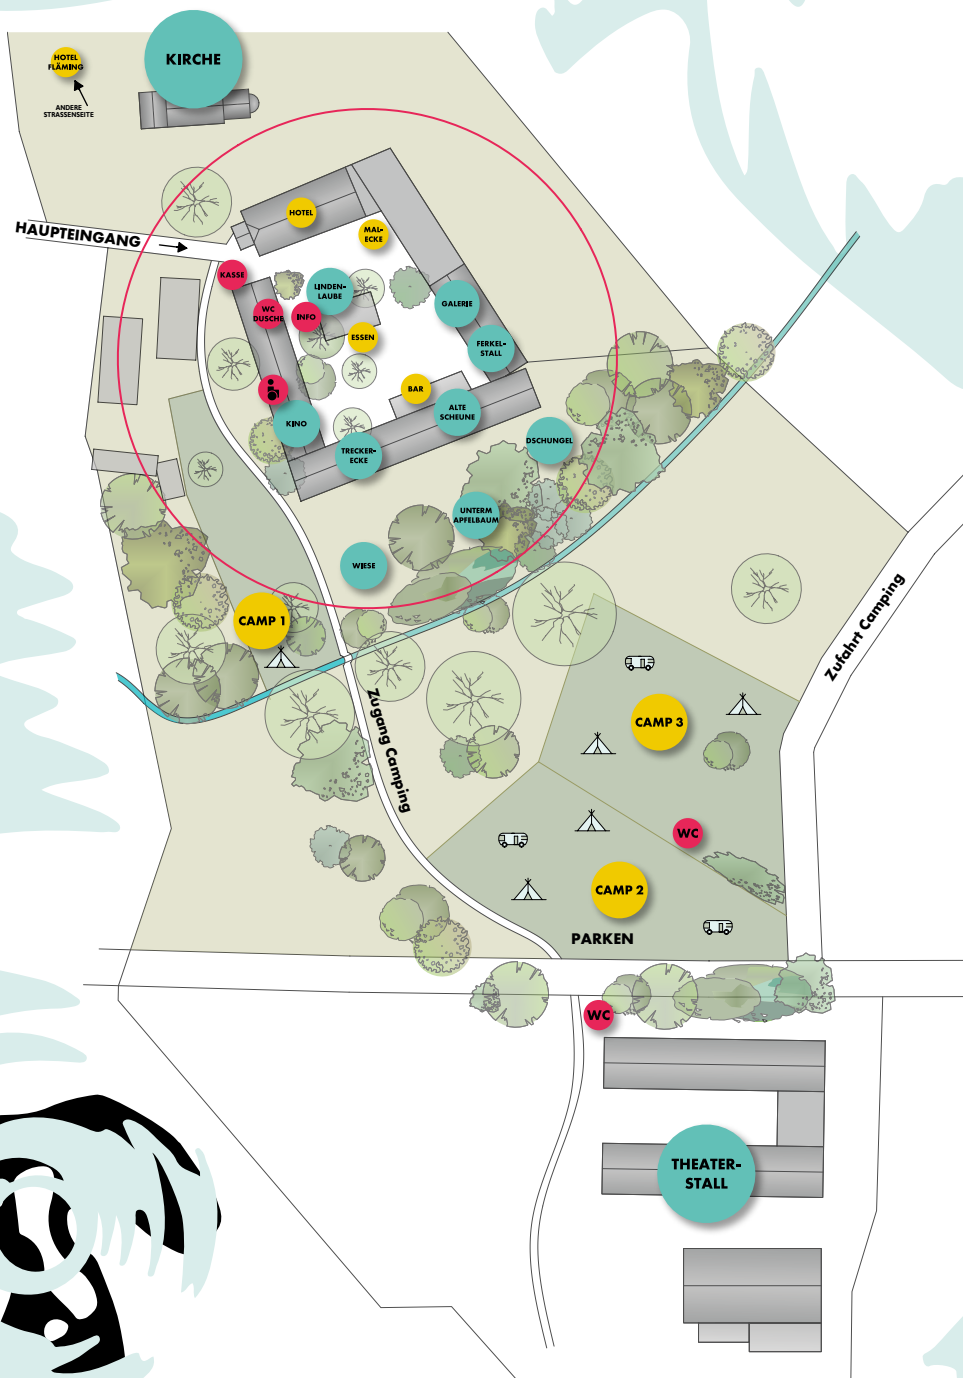 HOTEL
FLÄMING
ANDERE
STRASSENSEITE
KIRCHE
HAUPTEINGANG
HOTEL
MAL-
ECKE
KASSE
LINDEN-
LAUBE
WC
DUSCHE
INFO
GALERIE
ESSEN
FERKEL-
STALL
BAR
KINO
ALTE
SCHEUNE
TRECKER-
ECKE
DSCHUNGEL
UNTERM
APFELBAUM
WIESE
CAMP 1
Zufahrt Camping
Zugang Camping
CAMP 3
WC
CAMP 2
PARKEN
WC
THEATER-
STALL